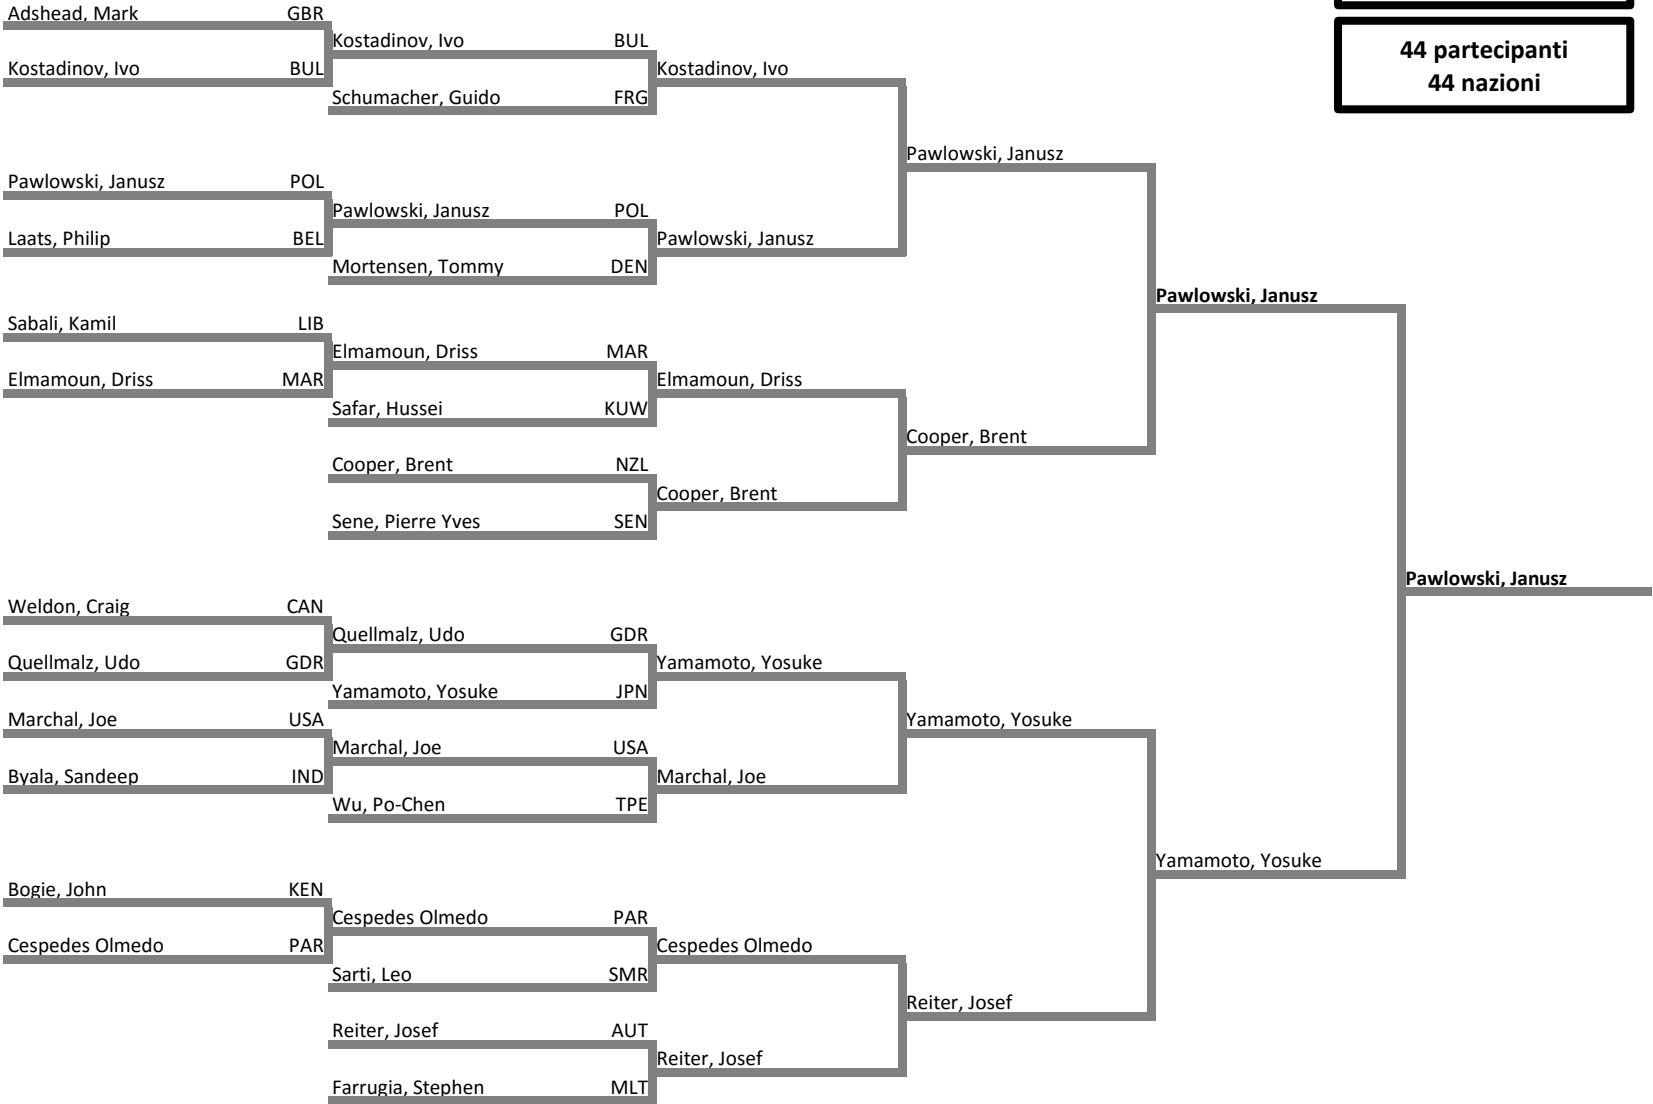 Adshead, Mark GBR
Kostadinov, Ivo BUL
44 partecipanti
44 nazioni
Kostadinov, Ivo BUL
Kostadinov, Ivo
Schumacher, Guido FRG
Pawlowski, Janusz
Pawlowski, Janusz POL
Pawlowski, Janusz POL
Laats, Philip BEL
Pawlowski, Janusz
Mortensen, Tommy DEN
Pawlowski, Janusz
Sabali, Kamil LIB
Elmamoun, Driss MAR
Elmamoun, Driss MAR
Elmamoun, Driss
Safar, Hussei KUW
Cooper, Brent
Cooper, Brent NZL
Cooper, Brent
Sene, Pierre Yves SEN
Pawlowski, Janusz
Weldon, Craig CAN
Quellmalz, Udo GDR
Quellmalz, Udo GDR
Yamamoto, Yosuke
Yamamoto, Yosuke JPN
Marchal, Joe USA
Yamamoto, Yosuke
Marchal, Joe USA
Byala, Sandeep IND
Marchal, Joe
Wu, Po-Chen TPE
Yamamoto, Yosuke
Bogie, John KEN
Cespedes Olmedo PAR
Cespedes Olmedo PAR
Cespedes Olmedo
Sarti, Leo SMR
Reiter, Josef
Reiter, Josef AUT
Reiter, Josef
Farrugia, Stephen MLT